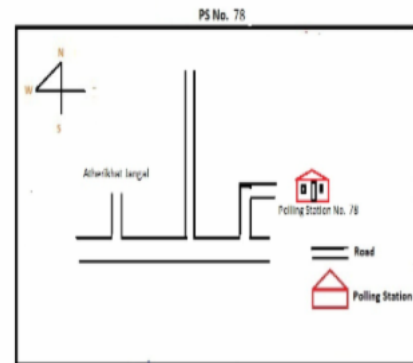 PS No. 78
N
W
S
Atherikhat Jangal
Polling Station No. 78
Road
Polling Station